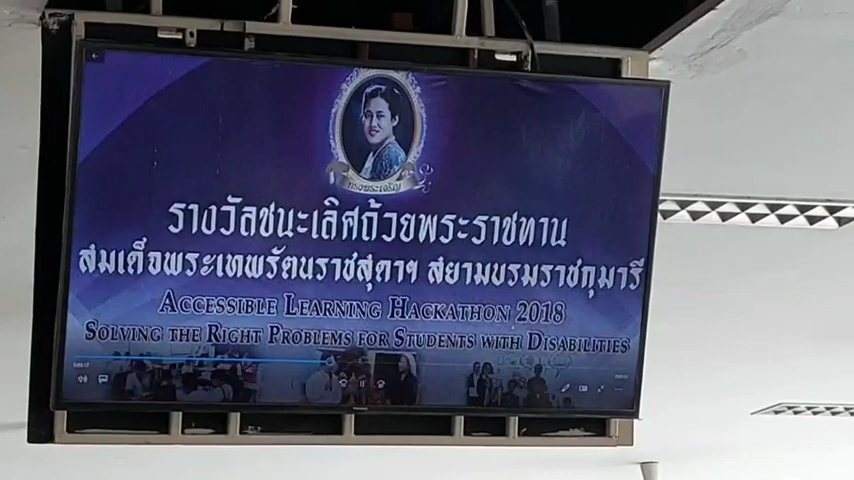 ทรงพระเจริญ
รางวัลชนะเลิศถ้วยพระราชทาน
สมเด็จพระเทพรัตนราชสุดาฯ สยามบรมราชกุมารี
ACCESSIBLE LEARNING HACKATHON 2018
SOLVING THE RIGHT PROBLEMS FOR STUDENTS WITH DISABILITIES